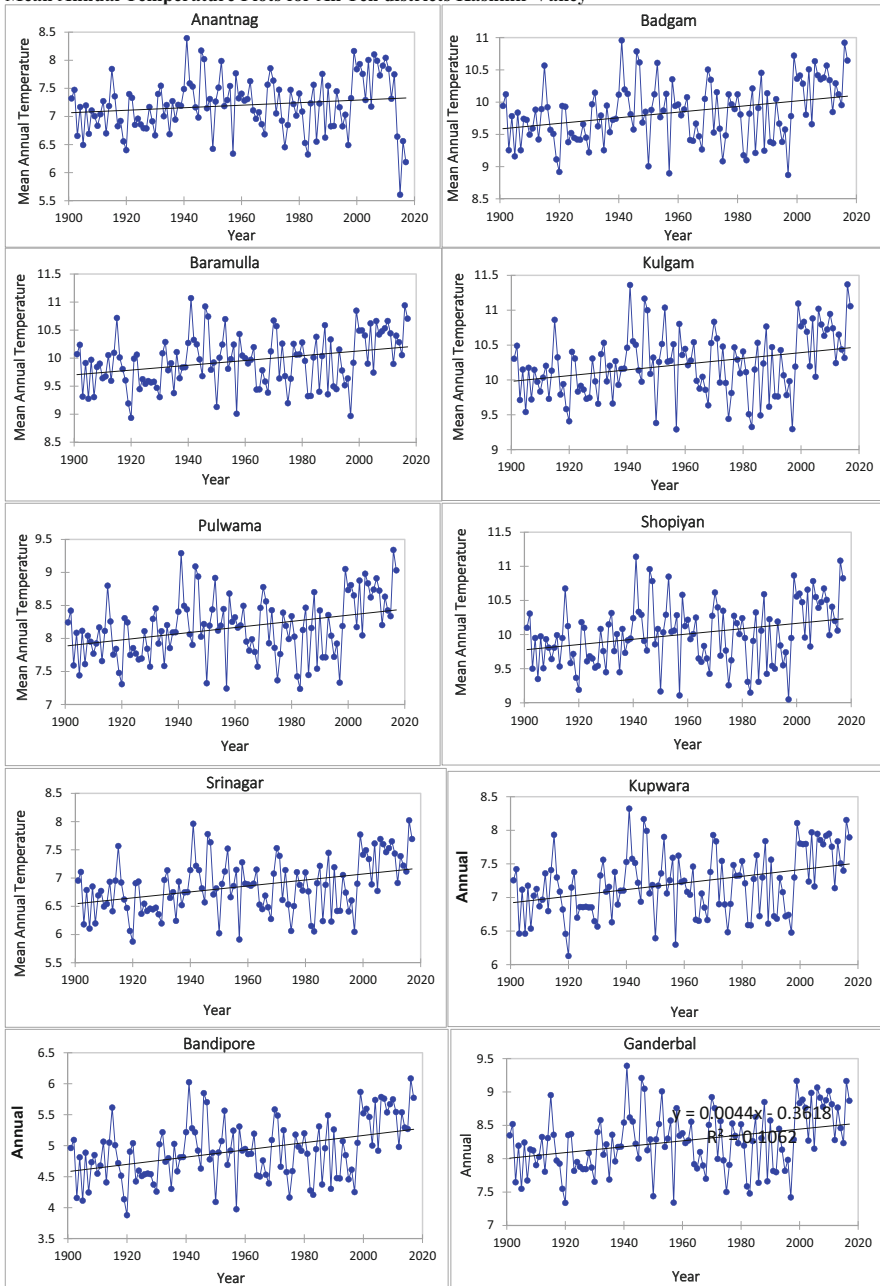 Mean Annual Temperature Plots for All Ten districts Kashmir Valley
Anantnag
Mean Annual Temperature
8.5
7.5
6.5
5.5
1900 1920 1940 1960 1980 2000 2020
Year
Badgam
Mean Annual Temperature
11
10.5
10
9.5
9
8.5
1900 1920 1940 1960 1980 2000 2020
Year
Baramulla
Mean Annual Temperature
11.5
11
10.5
10
9.5
9
8.5
1900 1920 1940 1960 1980 2000 2020
Year
Kulgam
Mean Annual Temperature
11.5
11
10.5
10
9.5
9
1900 1920 1940 1960 1980 2000 2020
Year
Pulwama
Mean Annual Temperature
9.5
9
8.5
8
7.5
7
1900 1920 1940 1960 1980 2000 2020
Year
Shopiyan
Mean Annual Temperature
11.5
11
10.5
10
9.5
9
1900 1920 1940 1960 1980 2000 2020
Year
Srinagar
Mean Annual Temperature
8.5
8
7.5
7
6.5
6
5.5
1900 1920 1940 1960 1980 2000 2020
Year
Kupwara
Annual
8.5
8
7.5
7
6.5
6
1900 1920 1940 1960 1980 2000 2020
Year
Bandipore
Annual
6.5
6
5.5
5
4.5
4
3.5
1900 1920 1940 1960 1980 2000 2020
Year
Ganderbal
Annual
9.5
9
8.5
8
7.5
7
y = 0.0044x - 0.3618
R² = 0.1062
1900 1920 1940 1960 1980 2000 2020
Year